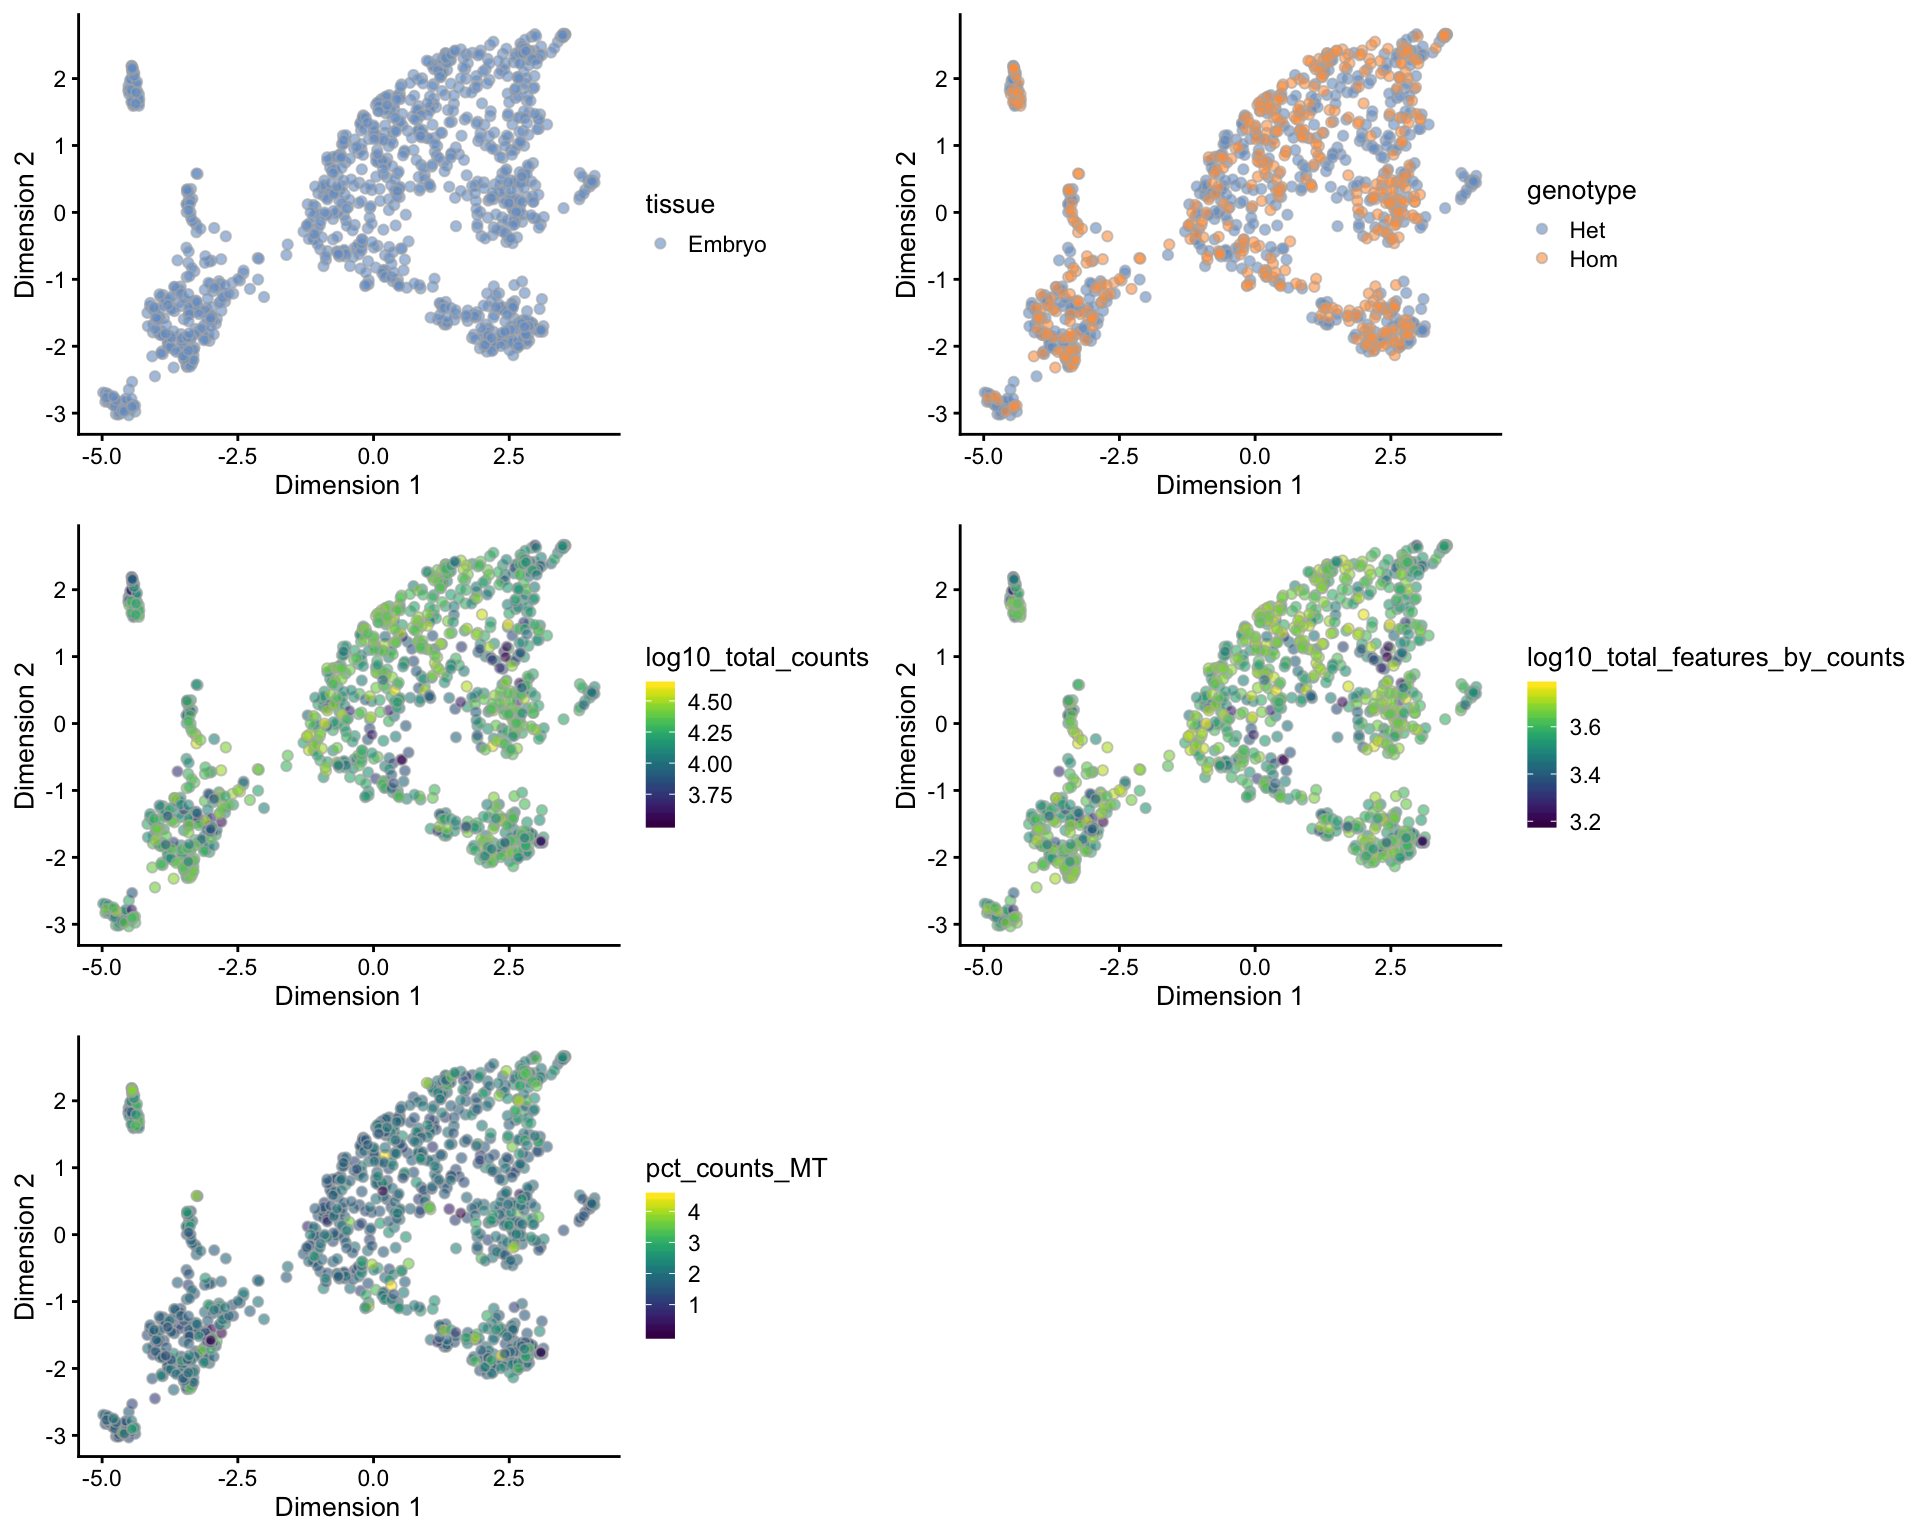 2
1
0
-1
-2
-3
Dimension 2
-5.0 -2.5 0.0 2.5
Dimension 1
tissue
Embryo
2
1
0
-1
-2
-3
Dimension 2
-5.0 -2.5 0.0 2.5
Dimension 1
genotype
Het
Hom
2
1
0
-1
-2
-3
Dimension 2
-5.0 -2.5 0.0 2.5
Dimension 1
log10_total_counts
4.50
4.25
4.00
3.75
2
1
0
-1
-2
-3
Dimension 2
-5.0 -2.5 0.0 2.5
Dimension 1
log10_total_features_by_counts
3.6
3.4
3.2
2
1
0
-1
-2
-3
Dimension 2
-5.0 -2.5 0.0 2.5
Dimension 1
pct_counts_MT
4
3
2
1